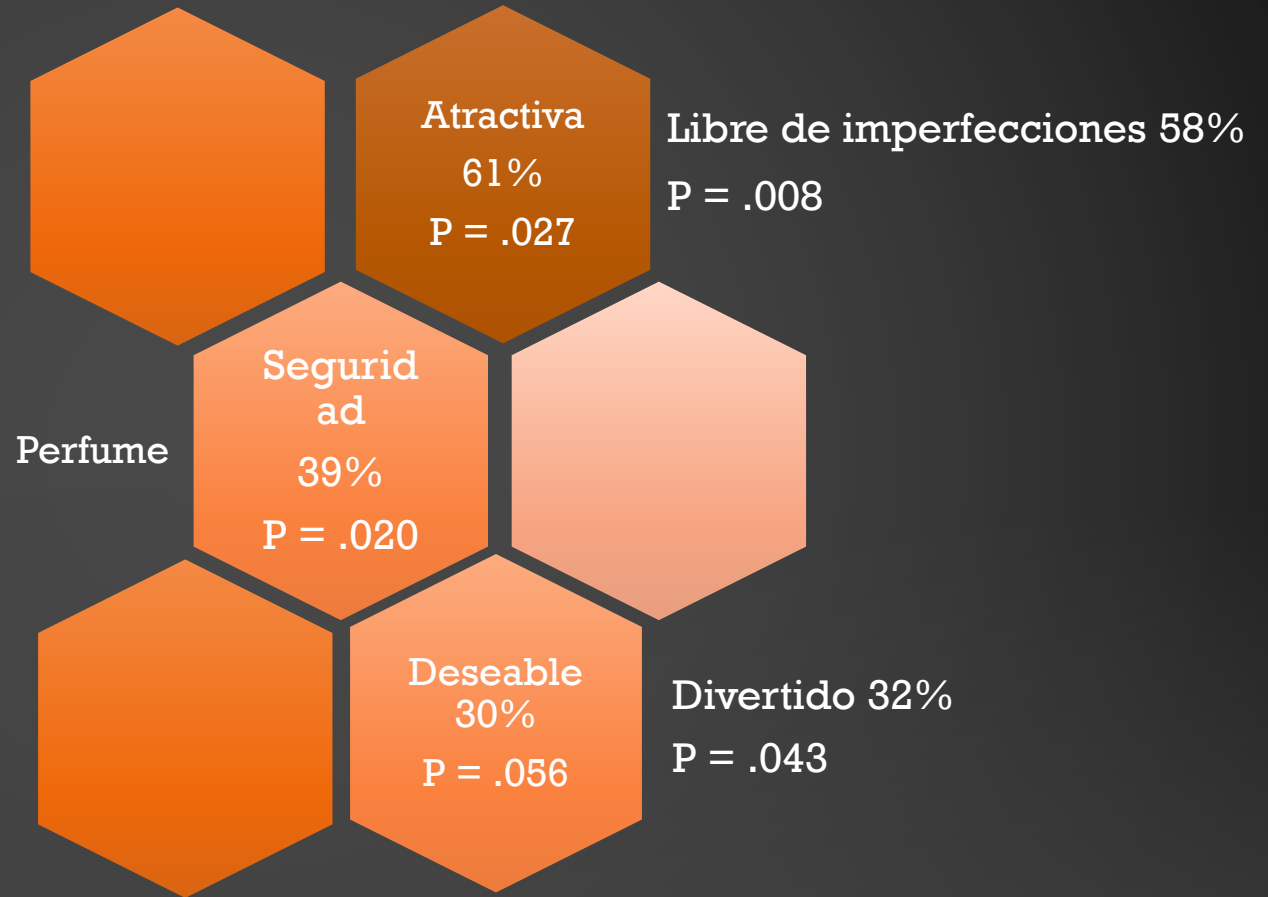 Atractiva
61%
P = .027
Libre de imperfecciones 58%
P = .008
Perfume
Segurid
ad
39%
P = .020
Deseable
30%
P = .056
Divertido 32%
P = .043